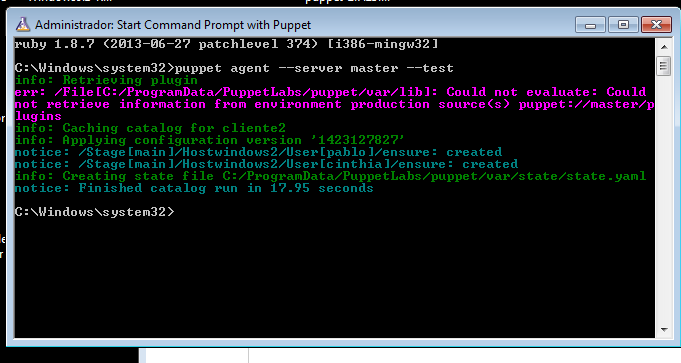 Administrador: Start Command Prompt with Puppet
ruby 1.8.7 (2013-06-27 patchlevel 374) [i386-mingw32]
C:\Windows\system32>puppet agent --server master --test
info: Retrieving plugin
err: /File[C:/ProgramData/PuppetLabs/puppet/var/lib]: Could not evaluate: Could
not retrieve information from environment production source(s) puppet://master/p
lugins
info: Caching catalog for cliente2
info: Applying configuration version '1423127827'
notice: /Stage[main]/Hostwindows2/User[pablo]/ensure: created
notice: /Stage[main]/Hostwindows2/User[cinthia]/ensure: created
info: Creating state file C:/ProgramData/PuppetLabs/puppet/var/state/state.yaml
notice: Finished catalog run in 17.95 seconds
C:\Windows\system32>